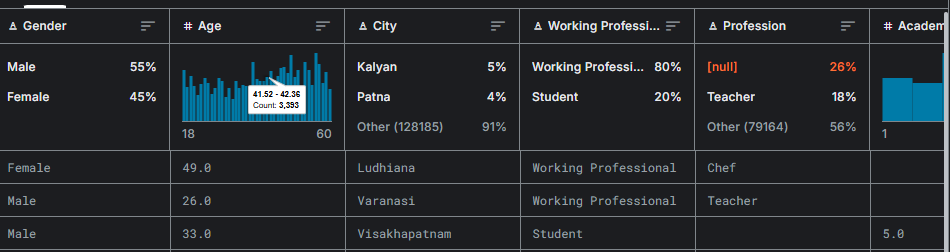 Gender
Age
City
Working Professi...
Profession
Academ
Male 55%
Female 45%
41.52 - 42.36
Count: 3,393
18 60
Kalyan 5%
Patna 4%
Other (128185) 91%
Working Professi... 80%
Student 20%
[null] 26%
Teacher 18%
Other (79164) 56%
1
Female 49.0 Ludhiana Working Professional Chef
Male 26.0 Varanasi Working Professional Teacher
Male 33.0 Visakhapatnam Student 5.0